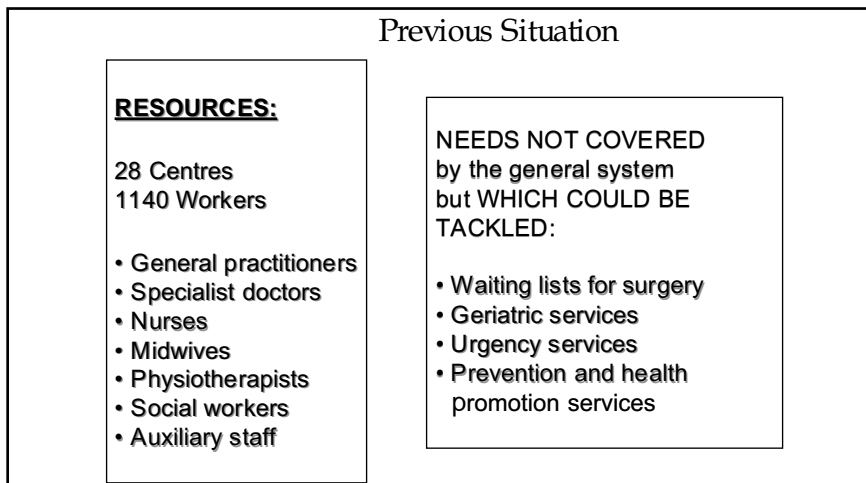 Previous Situation
RESOURCES:
28 Centres
1140 Workers
• General practitioners
• Specialist doctors
• Nurses
• Midwives
• Physiotherapists
• Social workers
• Auxiliary staff
NEEDS NOT COVERED
by the general system
but WHICH COULD BE
TACKLED:
• Waiting lists for surgery
• Geriatric services
• Urgency services
• Prevention and health
promotion services